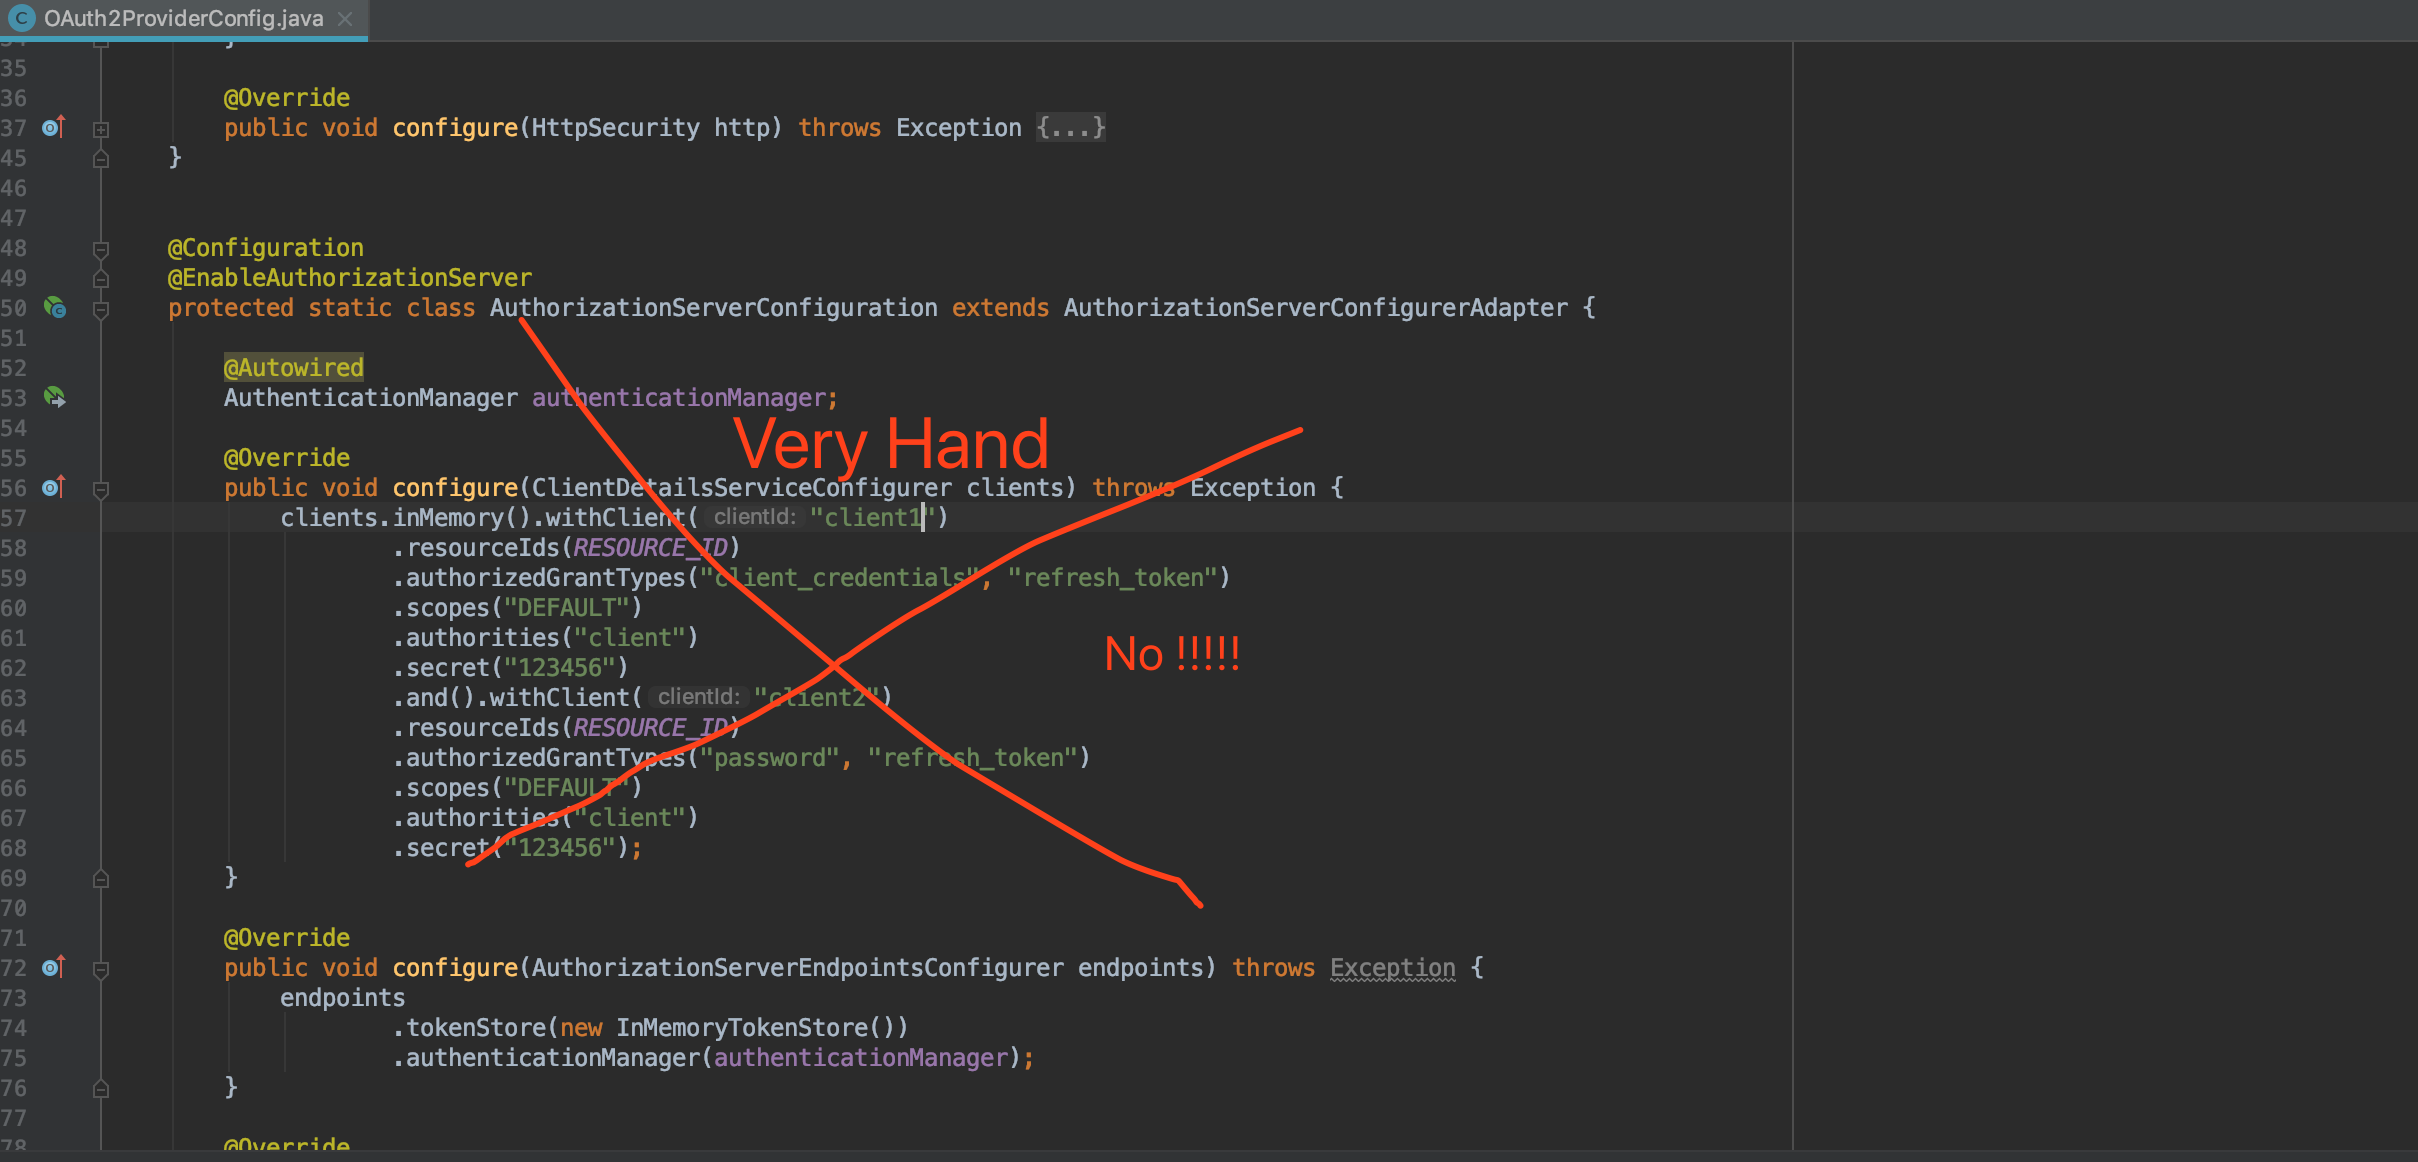 OAuth2ProviderConfig.java
}
35
36 @Override
37 public void configure(HttpSecurity http) throws Exception {...}
45 }
46
47
48 @Configuration
49 @EnableAuthorizationServer
50 protected static class AuthorizationServerConfiguration extends AuthorizationServerConfigurerAdapter {
51
52 @Autowired
53 AuthenticationManager authenticationManager;
54
Very Hand
55 @Override
56 public void configure(ClientDetailsServiceConfigurer clients) throws Exception {
57 clients.inMemory().withClient( clientId: "client1")
58 .resourceIds(RESOURCE_ID)
59 .authorizedGrantTypes("client_credentials", "refresh_token")
60 .scopes("DEFAULT")
61 .authorities("client")
No !!!!!
62 .secret("123456")
63 .and().withClient( clientId: "client2")
64 .resourceIds(RESOURCE_ID)
65 .authorizedGrantTypes("password", "refresh_token")
66 .scopes("DEFAULT")
67 .authorities("client")
68 .secret("123456");
69 }
70
71 @Override
72 public void configure(AuthorizationServerEndpointsConfigurer endpoints) throws Exception {
73 endpoints
74 .tokenStore(new InMemoryTokenStore())
75 .authenticationManager(authenticationManager);
76 }
77
78 @Override